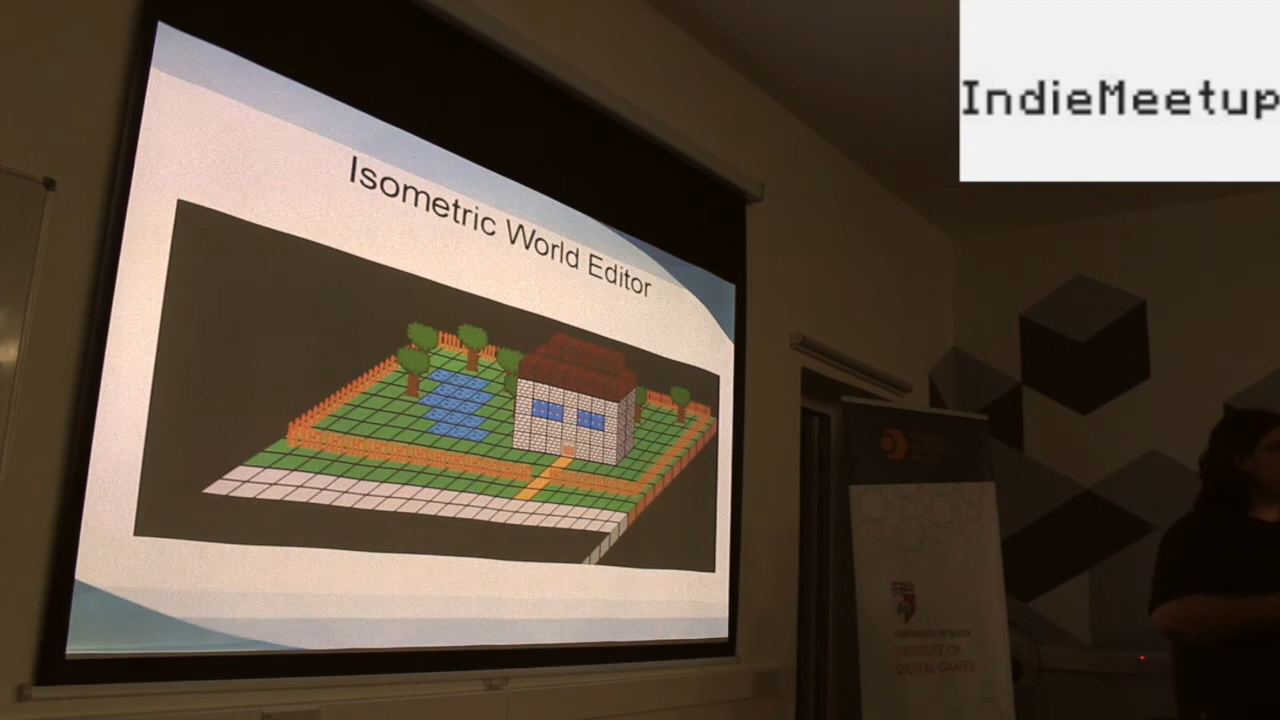 IndieMeetup
Isometric World Editor
UNIVERSITY OF MALTA
INSTITUTE OF
DIGITAL GAMES